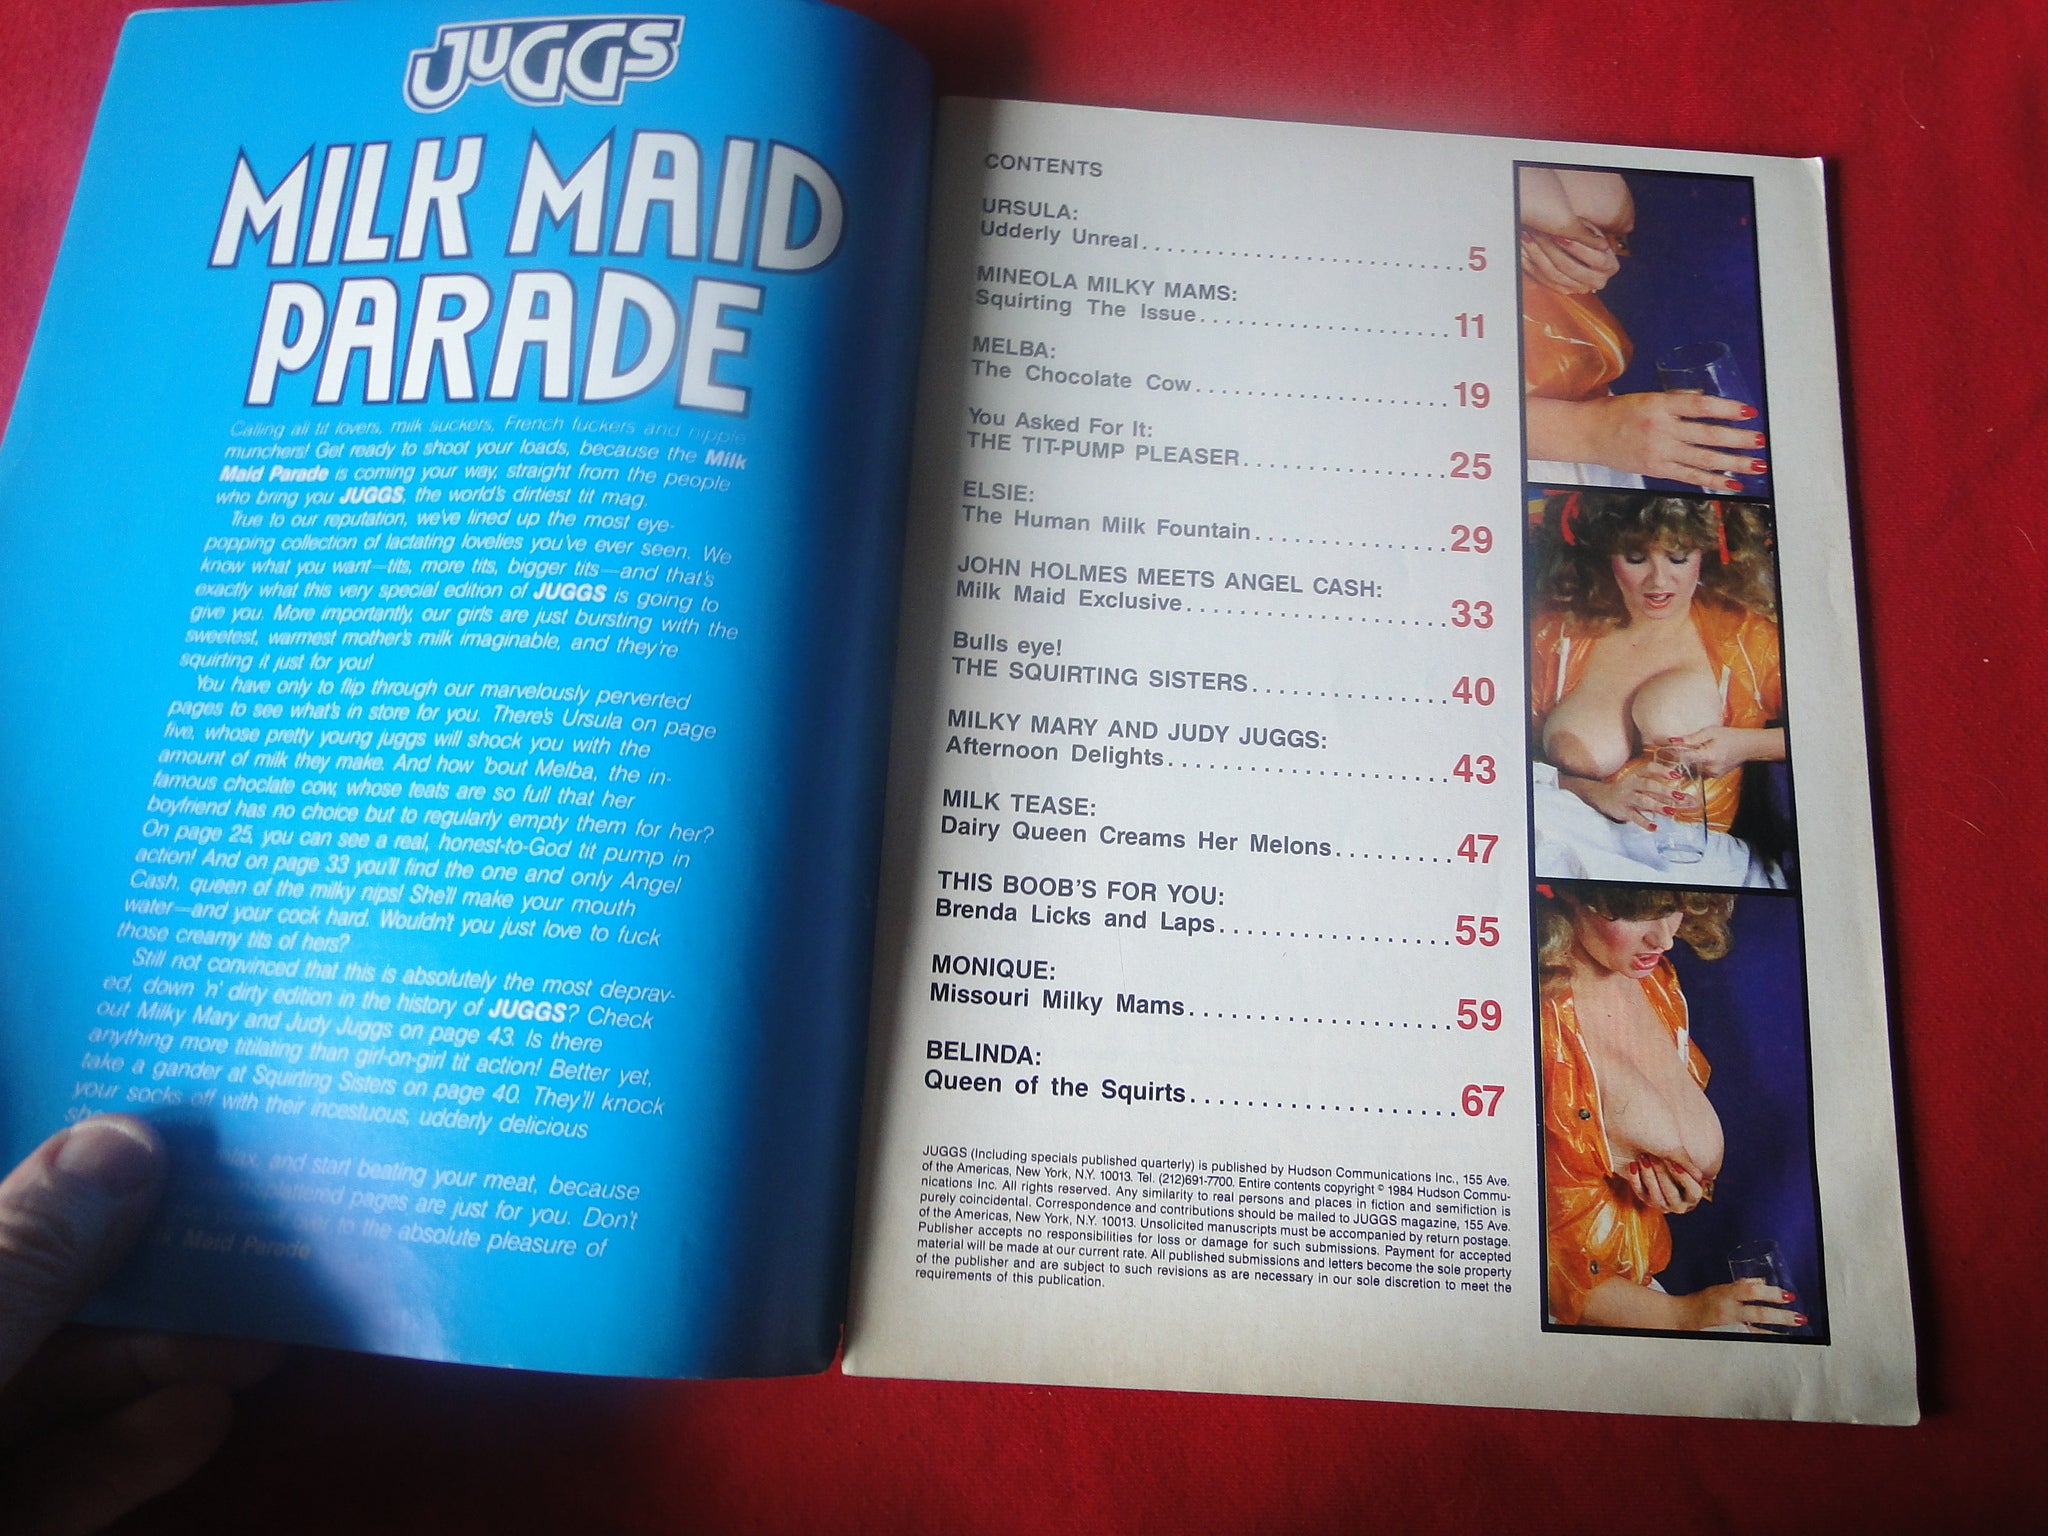 JUGGS
MILK MAID
PARADE
Calling all tit lovers, milk suckers, French fuckers and nipple
munchers! Get ready to shoot your loads, because the Milk
Maid Parade is coming your way, straight from the people
who bring you JUGGS, the world's dirtiest tit mag.
True to our reputation, we've lined up the most eye-
popping collection of lactating lovelies you've ever seen. We
know what you want—tits, more tits, bigger tits—and that's
exactly what this very special edition of JUGGS is going to
give you. More importantly, our girls are just bursting with the
sweetest, warmest mother's milk imaginable, and they're
squirting it just for you!
You have only to flip through our marvelously perverted
pages to see what's in store for you. There's Ursula on page
five, whose pretty young juggs will shock you with the
amount of milk they make. And how 'bout Melba, the in-
famous choclate cow, whose teats are so full that her
boyfriend has no choice but to regularly empty them for her?
On page 25, you can see a real, honest-to-God tit pump in
action! And on page 33 you'll find the one and only Angel
Cash, queen of the milky nips! She'll make your mouth
water—and your cock hard. Wouldn't you just love to fuck
those creamy tits of hers?
Still not convinced that this is absolutely the most deprav-
ed, down 'n' dirty edition in the history of JUGGS? Check
out Milky Mary and Judy Juggs on page 43. Is there
anything more titilating than girl-on-girl tit action! Better yet,
take a gander at Squirting Sisters on page 40. They'll knock
your socks off with their incestuous, udderly delicious
and start beating your meat, because
pages are just for you. Don't
to the absolute pleasure of
Maid Parade
CONTENTS
URSULA:
Udderly Unreal..............................5
MINEOLA MILKY MAMS:
Squirting The Issue.....................11
MELBA:
The Chocolate Cow.....................19
You Asked For It:
THE TIT-PUMP PLEASER.................25
ELSIE:
The Human Milk Fountain................29
JOHN HOLMES MEETS ANGEL CASH:
Milk Maid Exclusive......................33
Bulls eye!
THE SQUIRTING SISTERS.................40
MILKY MARY AND JUDY JUGGS:
Afternoon Delights.......................43
MILK TEASE:
Dairy Queen Creams Her Melons.........47
THIS BOOB'S FOR YOU:
Brenda Licks and Laps...................55
MONIQUE:
Missouri Milky Mams....................59
BELINDA:
Queen of the Squirts....................67
JUGGS (Including specials published quarterly) is published by Hudson Communications Inc., 155 Ave.
of the Americas, New York, N.Y. 10013. Tel. (212)691-7700. Entire contents copyright © 1984 Hudson Commu-
nications Inc. All rights reserved. Any similarity to real persons and places in fiction and semifiction is
purely coincidental. Correspondence and contributions should be mailed to JUGGS magazine, 155 Ave.
of the Americas, New York, N.Y. 10013. Unsolicited manuscripts must be accompanied by return postage.
Publisher accepts no responsibilities for loss or damage for such submissions. Payment for accepted
material will be made at our current rate. All published submissions and letters become the sole property
of the publisher and are subject to such revisions as are necessary in our sole discretion to meet the
requirements of this publication.